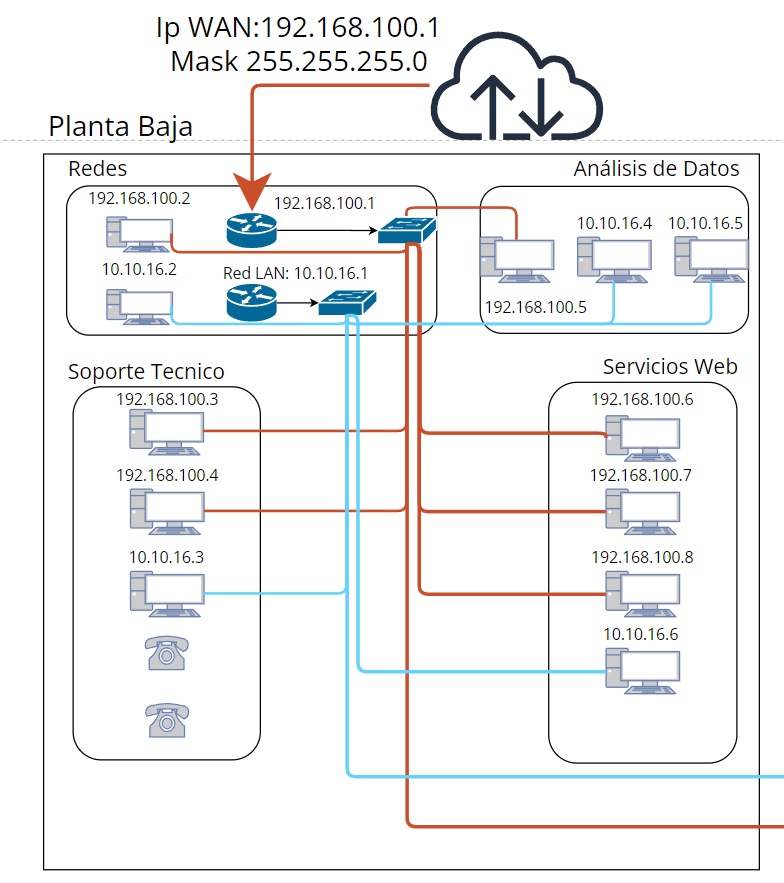 Ip WAN:192.168.100.1
Mask 255.255.255.0
Planta Baja
Redes
192.168.100.2
192.168.100.1
10.10.16.2
Red LAN: 10.10.16.1
Análisis de Datos
10.10.16.4
10.10.16.5
192.168.100.5
Soporte Tecnico
192.168.100.3
192.168.100.4
10.10.16.3
Servicios Web
192.168.100.6
192.168.100.7
192.168.100.8
10.10.16.6